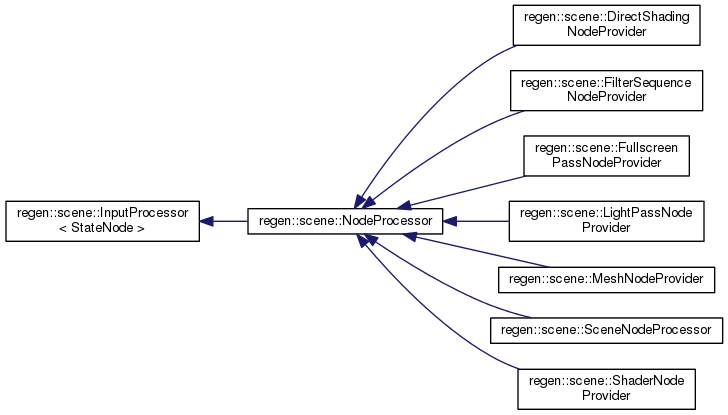 regen::scene::DirectShading
NodeProvider
regen::scene::FilterSequence
NodeProvider
regen::scene::Fullscreen
PassNodeProvider
regen::scene::InputProcessor
< StateNode >
regen::scene::NodeProcessor
regen::scene::LightPassNode
Provider
regen::scene::MeshNodeProvider
regen::scene::SceneNodeProcessor
regen::scene::ShaderNode
Provider